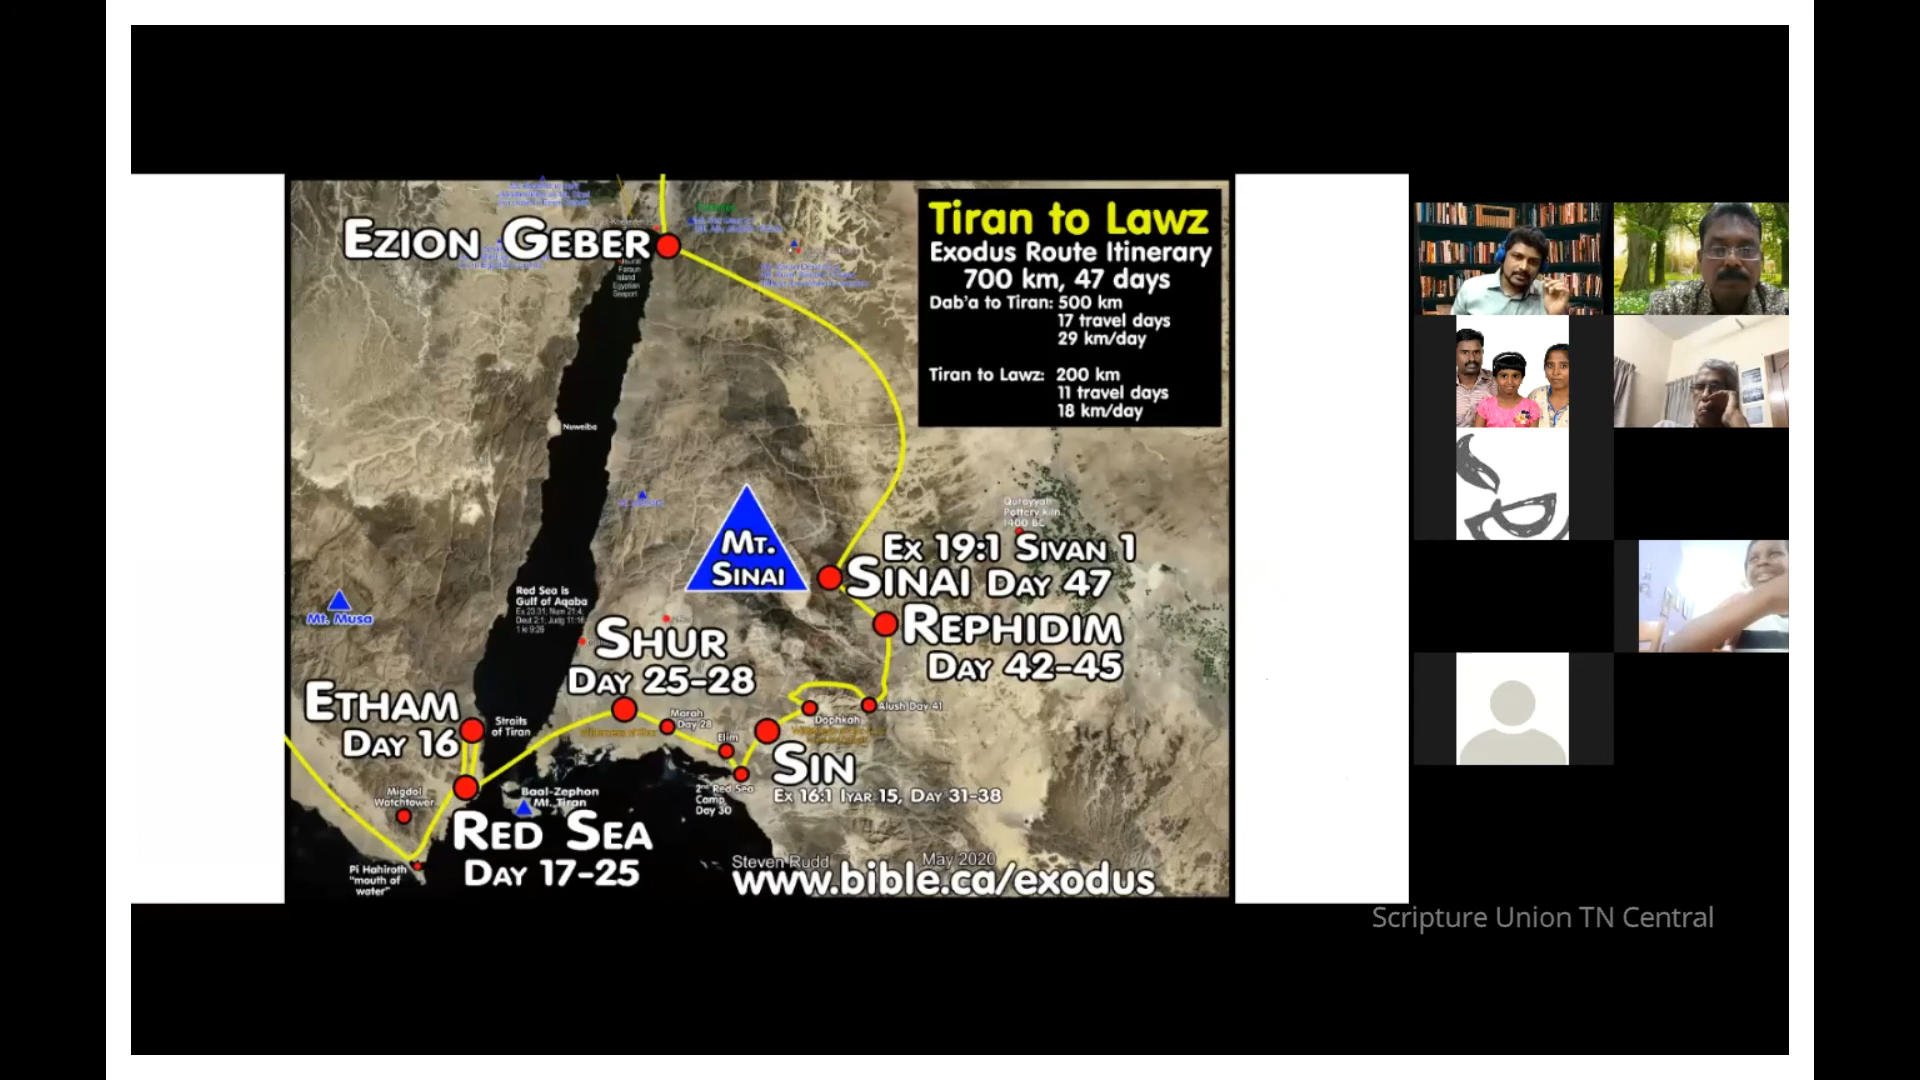 EZION GEBER
Tiran to Lawz
Exodus Route Itinerary
700 km, 47 days
Dab'a to Tiran: 500 km
17 travel days
29 km/day
Tiran to Lawz: 200 km
11 travel days
18 km/day
Faraun
Island
Egyptian
Seaport
Nuweiba
Qurayyah
Pottery kiln
1400 BC
MT.
SINAI
EX 19:1 SIVAN 1
SINAI DAY 47
REPHIDIM
DAY 42-45
Mt. Musa
Red Sea is
Gulf of Aqaba
SHUR
DAY 25-28
ETHAM
DAY 16
Straits
of Tiran
Marah
Day 28
Elim
Dophkah
Alush Day 41
SIN
EX 16:1 IYAR 15, DAY 31-38
2nd Red Sea
Camp
Day 30
Migdol
Watchtower
Baal-Zephon
Mt. Tiran
RED SEA
DAY 17-25
Pi Hahiroth
"mouth of
water"
Steven Rudd
May 2020
www.bible.ca/exodus
Scripture Union TN Central